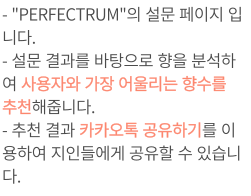 - "PERFECTRUM"의 설문 페이지 입
니다.
- 설문 결과를 바탕으로 향을 분석하
여 사용자와 가장 어울리는 향수를
추천해줍니다.
- 추천 결과 카카오톡 공유하기를 이
용하여 지인들에게 공유할 수 있습니
다.